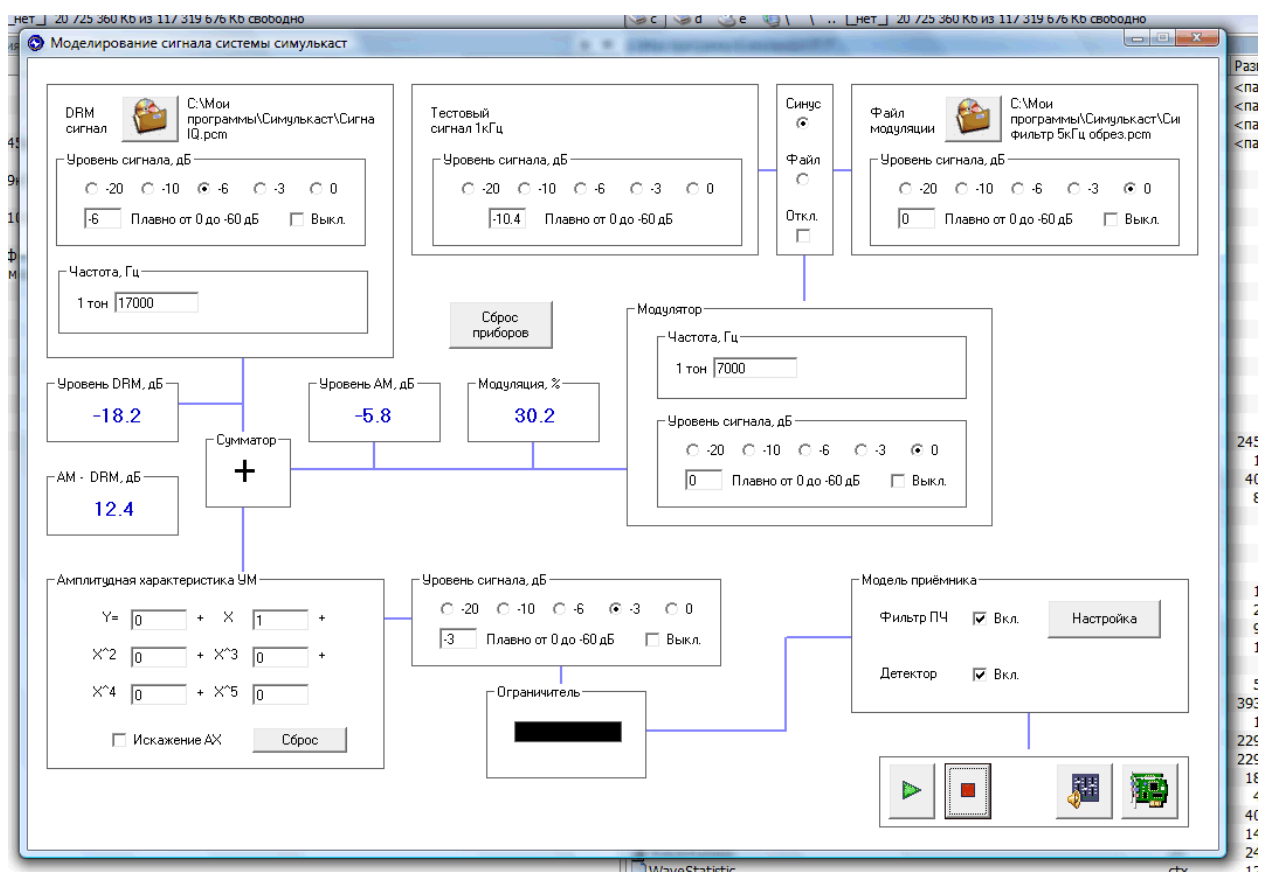 _нет_] 20 725 360 Кб из 117 319 676 Кб свободно
c
d
e
\
\
..
[_нет_] 20 725 360 Кб из 117 319 676 Кб свободно
Моделирование сигнала системы симулькаст
DRM
сигнал
C:\Мои
программы\Симулькаст\Сигна
IQ.pcm
Уровень сигнала, дБ
-20 -10 -6 -3 0
-6 Плавно от 0 до -60 дБ Выкл.
Частота, Гц
1 тон 17000
Тестовый
сигнал 1кГц
Уровень сигнала, дБ
-20 -10 -6 -3 0
-10.4 Плавно от 0 до -60 дБ
Синус
Файл
Откл.
Файл
модуляции
C:\Мои
программы\Симулькаст\Си
фильтр 5кГц обрез.pcm
Уровень сигнала, дБ
-20 -10 -6 -3 0
0 Плавно от 0 до -60 дБ Выкл.
Сброс
приборов
Модулятор
Частота, Гц
1 тон 7000
Уровень сигнала, дБ
-20 -10 -6 -3 0
0 Плавно от 0 до -60 дБ Выкл.
Уровень DRM, дБ
-18.2
Уровень АМ, дБ
-5.8
Модуляция, %
30.2
Сумматор
+
АМ - DRM, дБ
12.4
Амплитудная характеристика УМ
Y= 0 + X 1 +
X^2 0 + X^3 0 +
X^4 0 + X^5 0
Искажение АХ Сброс
Уровень сигнала, дБ
-20 -10 -6 -3 0
-3 Плавно от 0 до -60 дБ Выкл.
Ограничитель
Модель приёмника
Фильтр ПЧ Вкл. Настройка
Детектор Вкл.
WaveStatistic